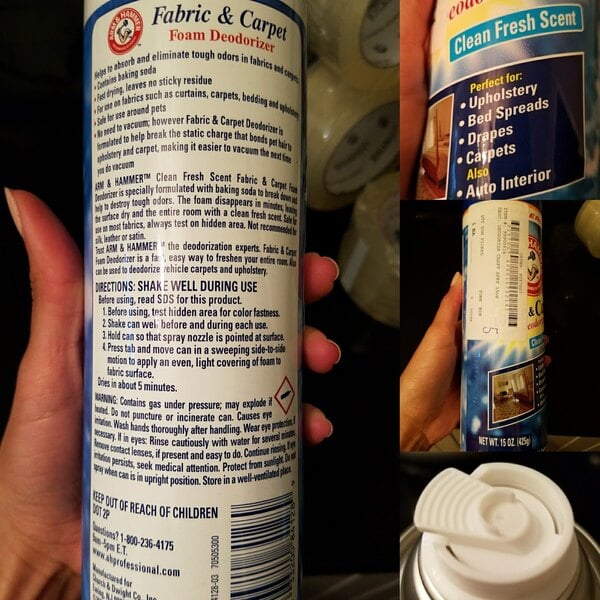 ARM & HAMMER
Fabric & Carpet
Foam Deodorizer
Helps to absorb and eliminate tough odors in fabrics and carpets.
• Contains baking soda
• Fast drying, leaves no sticky residue
• For use on fabrics such as curtains, carpets, bedding and upholstery
• Safe for use around pets
• No need to vacuum; however Fabric & Carpet Deodorizer is
formulated to help break the static charge that bonds pet hair to
upholstery and carpet, making it easier to vacuum the next time
you do vacuum
ARM & HAMMER™ Clean Fresh Scent Fabric & Carpet Foam
Deodorizer is specially formulated with baking soda to break down and
help to destroy tough odors. The foam disappears in minutes, leaving
the surface dry and the entire room with a clean fresh scent. Safe for
use on most fabrics, always test on hidden area. Not recommended for
silk, leather or satin.
Trust ARM & HAMMER™ the deodorization experts. Fabric & Carpet
Foam Deodorizer is a fast, easy way to freshen your entire room. Also
can be used to deodorize vehicle carpets and upholstery.
DIRECTIONS: SHAKE WELL DURING USE
Before using, read SDS for this product.
1. Before using, test hidden area for color fastness.
2. Shake can well before and during each use.
3. Hold can so that spray nozzle is pointed at surface.
4. Press tab and move can in a sweeping side-to-side
motion to apply an even, light covering of foam to
fabric surface.
Dries in about 5 minutes.
WARNING: Contains gas under pressure; may explode if
heated. Do not puncture or incinerate can. Causes eye
irritation. Wash hands thoroughly after handling. Wear eye protection, if
necessary. If in eyes: Rinse cautiously with water for several minutes.
Remove contact lenses, if present and easy to do. Continue rinsing. If eye
irritation persists, seek medical attention. Protect from sunlight. Do not
spray when can is in upright position. Store in a well-ventilated place.
KEEP OUT OF REACH OF CHILDREN
DOT 2P
Questions? 1-800-236-4175
9am–5pm E.T.
www.ahprofessional.com
Manufactured for
Church & Dwight Co., Inc.
4128-03 70505300
Clean Fresh Scent
Perfect for:
• Upholstery
• Bed Spreads
• Drapes
• Carpets
Also
• Auto Interior
& Ca
5
NET WT. 15 OZ. (425g)